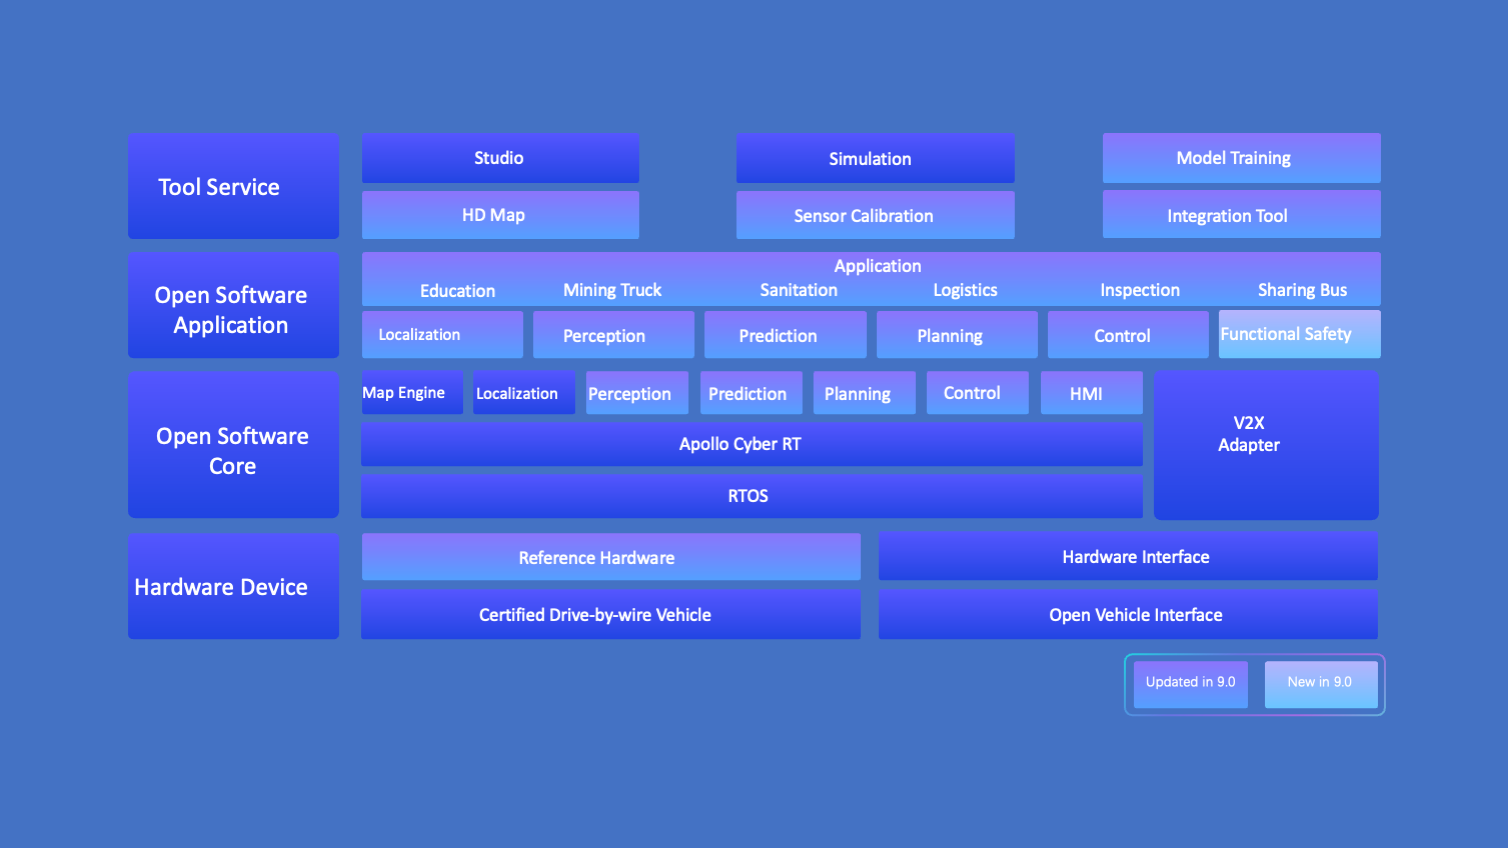 Tool Service
Studio
Simulation
Model Training
HD Map
Sensor Calibration
Integration Tool
Open Software
Application
Application
Education
Mining Truck
Sanitation
Logistics
Inspection
Sharing Bus
Localization
Perception
Prediction
Planning
Control
Functional Safety
Open Software
Core
Map Engine
Localization
Perception
Prediction
Planning
Control
HMI
V2X
Adapter
Apollo Cyber RT
RTOS
Hardware Device
Reference Hardware
Hardware Interface
Certified Drive-by-wire Vehicle
Open Vehicle Interface
Updated in 9.0
New in 9.0